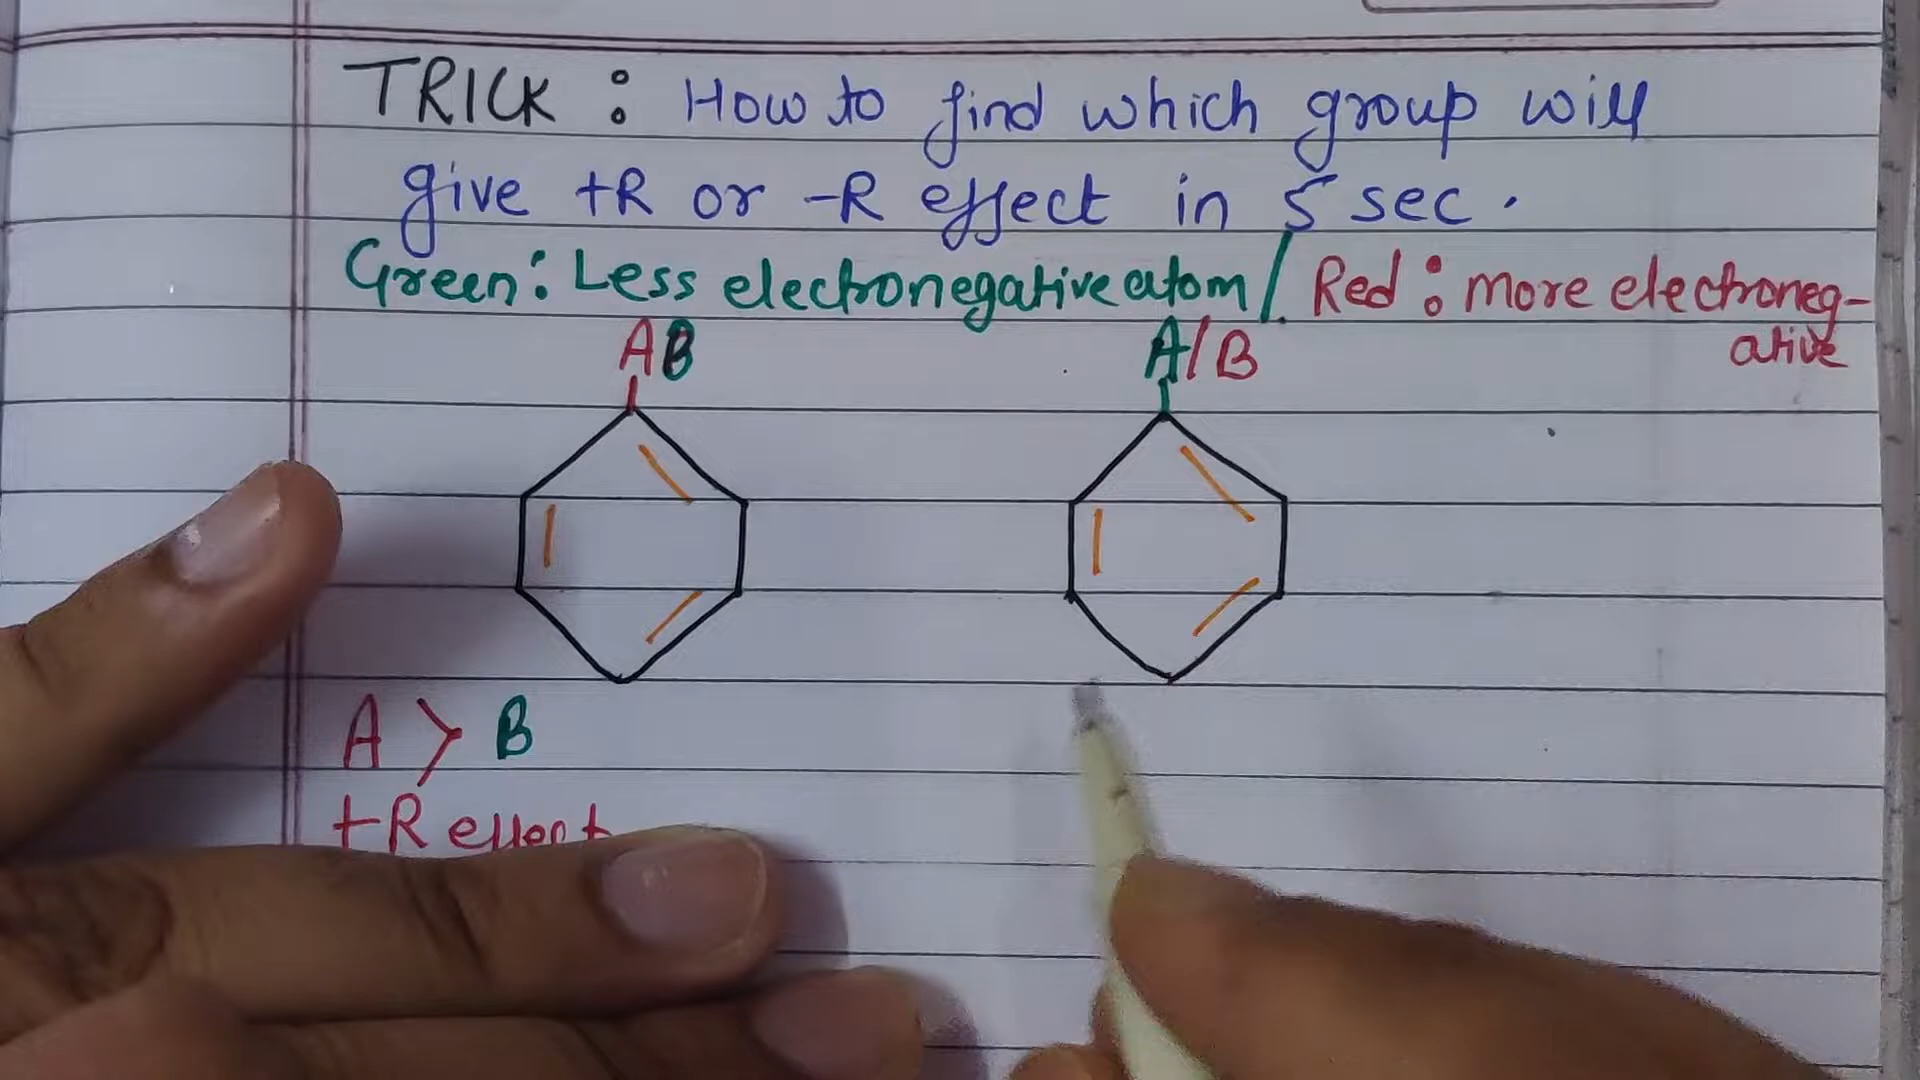 TRICK : How to find which group will
give +R or -R effect in 5 sec.
Green: Less electronegative atom / Red : more electroneg-
ative
AB
A/B
A > B
+R effect